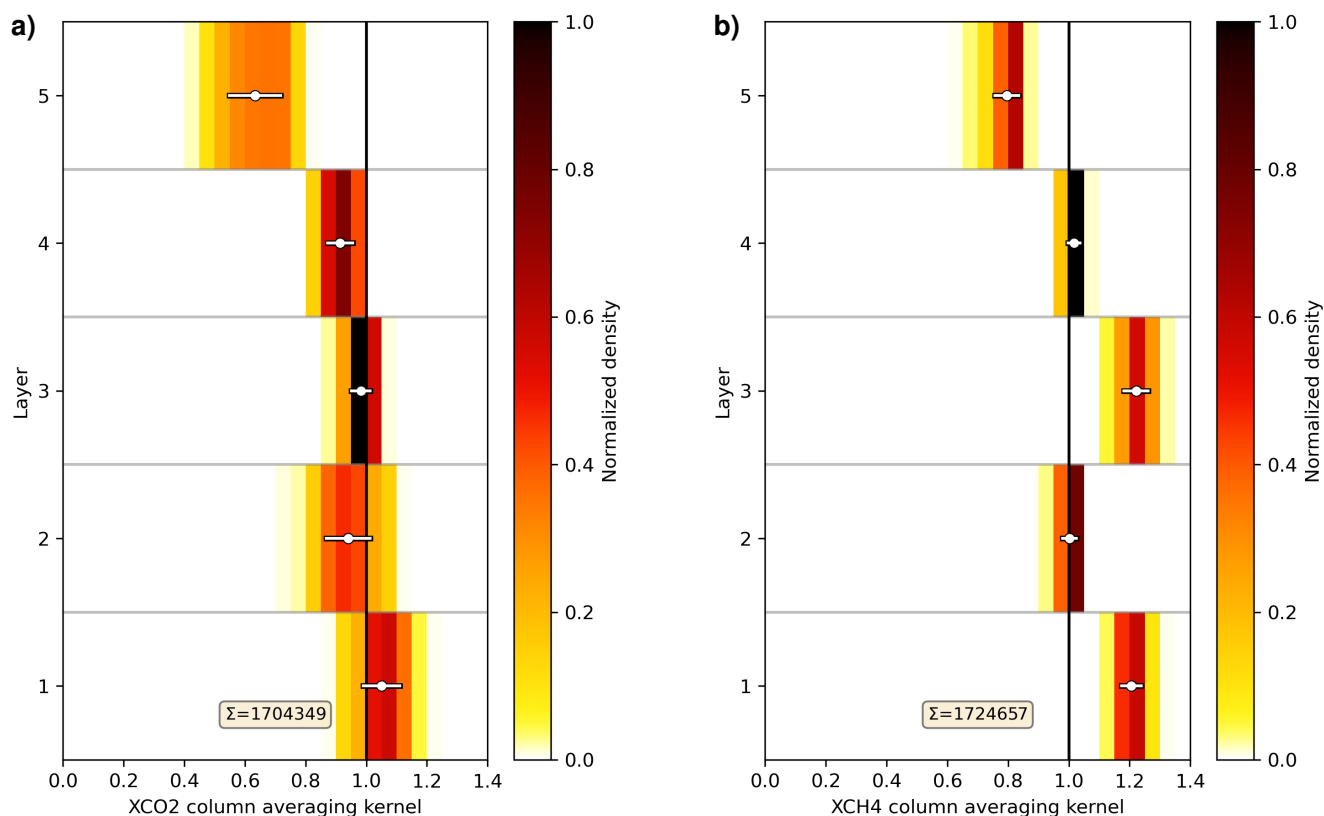 a)
5
4
3
2
1
Layer
Σ=1704349
0.0 0.2 0.4 0.6 0.8 1.0 1.2 1.4
XCO2 column averaging kernel
1.0
0.8
0.6
0.4
0.2
0.0
Normalized density
b)
5
4
3
2
1
Layer
Σ=1724657
0.0 0.2 0.4 0.6 0.8 1.0 1.2 1.4
XCH4 column averaging kernel
1.0
0.8
0.6
0.4
0.2
0.0
Normalized density